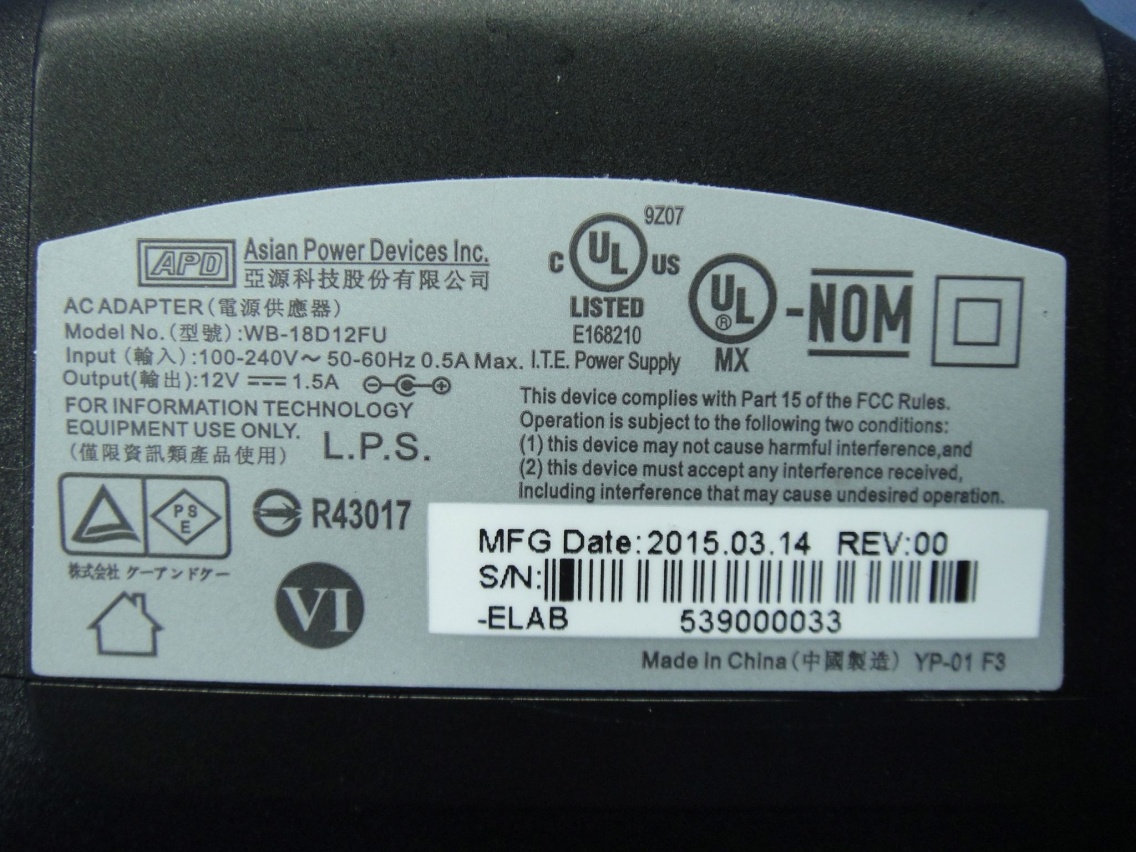 APD Asian Power Devices Inc.
亞源科技股份有限公司
AC ADAPTER (電源供應器)
Model No. (型號) :WB-18D12FU
Input (輸入) :100-240V~ 50-60Hz 0.5A Max. I.T.E. Power Supply
Output(輸出) :12V 1.5A
FOR INFORMATION TECHNOLOGY
EQUIPMENT USE ONLY.
(僅限資訊類產品使用)
L.P.S.
9Z07
C UL US
LISTED
E168210
UL ®
MX
-NOM
This device complies with Part 15 of the FCC Rules.
Operation is subject to the following two conditions:
(1) this device may not cause harmful interference,and
(2) this device must accept any interference received,
including interference that may cause undesired operation.
PS
E
株式会社 ケーアンドケー
R43017
VI
MFG Date:2015.03.14 REV:00
S/N:
-ELAB 539000033
Made in China (中國製造) YP-01 F3